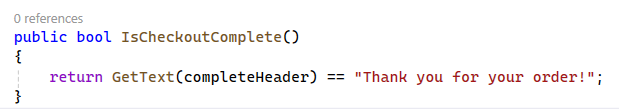 0 references
public bool IsCheckoutComplete()
{
    return GetText(completeHeader) == "Thank you for your order!";
}